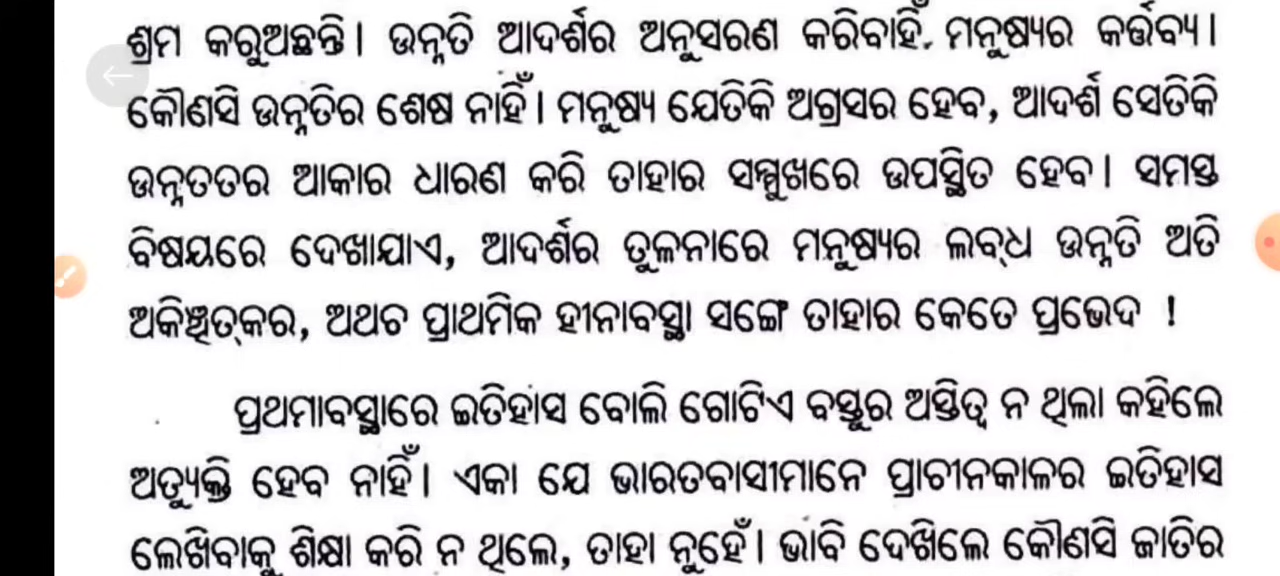 ଶ୍ରମ କରୁଅଛନ୍ତି। ଉନ୍ନତି ଆଦର୍ଶର ଅନୁସରଣ କରିବାହିଁ ମନୁଷ୍ୟର କର୍ତ୍ତବ୍ୟ।
କୌଣସି ଉନ୍ନତିର ଶେଷ ନାହିଁ। ମନୁଷ୍ୟ ଯେତିକି ଅଗ୍ରସର ହେବ, ଆଦର୍ଶ ସେତିକି
ଉନ୍ନତତର ଆକାର ଧାରଣ କରି ତାହାର ସମ୍ମୁଖରେ ଉପସ୍ଥିତ ହେବ। ସମସ୍ତ
ବିଷୟରେ ଦେଖାଯାଏ, ଆଦର୍ଶର ତୁଳନାରେ ମନୁଷ୍ୟର ଲବ୍‌ଧ ଉନ୍ନତି ଅତି
ଅକିଞ୍ଚିତ୍‌କର, ଅଥଚ ପ୍ରାଥମିକ ହୀନାବସ୍ଥା ସଙ୍ଗେ ତାହାର କେତେ ପ୍ରଭେଦ !
ପ୍ରଥମାବସ୍ଥାରେ ଇତିହାସ ବୋଲି ଗୋଟିଏ ବସ୍ତୁର ଅସ୍ତିତ୍ୱ ନ ଥିଲା କହିଲେ
ଅତ୍ୟୁକ୍ତି ହେବ ନାହିଁ। ଏକା ଯେ ଭାରତବାସୀମାନେ ପ୍ରାଚୀନକାଳର ଇତିହାସ
ଲେଖିବାକୁ ଶିକ୍ଷା କରି ନ ଥିଲେ, ତାହା ନୁହେଁ। ଭାବି ଦେଖିଲେ କୌଣସି ଜାତିର